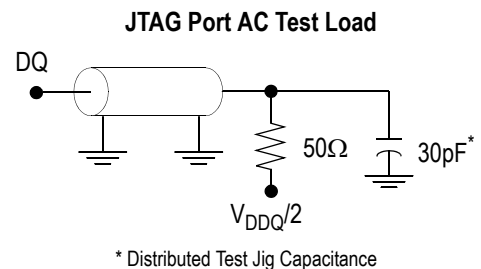 JTAG Port AC Test Load
DQ
50Ω
30pF*
VDDQ/2
* Distributed Test Jig Capacitance